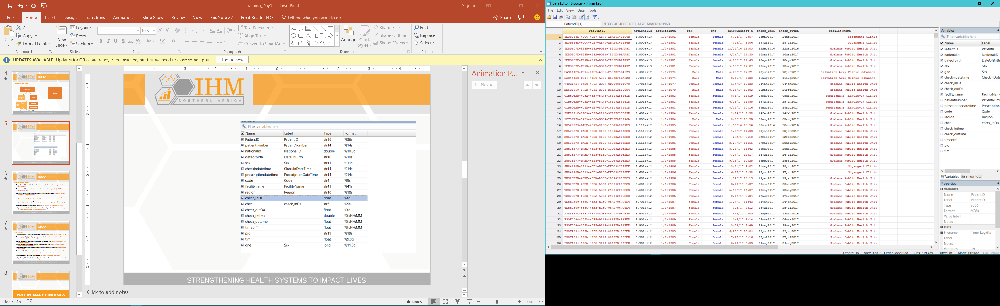 Training_Day1 - PowerPoint
Sign in
File Home Insert Design Transitions Animations Slide Show Review View EndNote X7 Foxit Reader PDF Tell me what you want to do
Share
Paste
Cut
Copy
Format Painter
Clipboard
New Slide
Layout
Reset
Section
Slides
10.5
Font
Text Direction
Align Text
Convert to SmartArt
Paragraph
Arrange
Quick Styles
Shape Fill
Shape Outline
Shape Effects
Drawing
Find
Replace
Select
Editing
UPDATES AVAILABLE Updates for Office are ready to be installed, but first we need to close some apps. Update now
4
IHM RECAP
5
IHM
6
IHM RECAP
7
IHM RECAP
8
IHM
PRELIMINARY FINDINGS
IHM
SOUTHERN AFRICA
Filter variables here
Name Label Type Format
PatientID PatientID str36 %36s
patientnumber PatientNumber str14 %14s
nationalid NationalID double %10.0g
dateofbirth DateOfBirth str10 %10s
sex Sex str11 %11s
checkindatetime CheckInDateTime str14 %14s
prescriptiondatetime PrescriptionDateTime str14 %14s
code Code str4 %9s
facilityname FacilityName str41 %41s
region Region str10 %10s
check_inDa float %td
chec check_inDa str5 %9s
check_outDa float %td
check_intime double %tcHH:MM
check_outtime float %tcHH:MM
timediff float %tcHH:MM
pid str19 %19s
tim float %9.0g
gne Sex long %11.0g
STRENGTHENING HEALTH SYSTEMS TO IMPACT LIVES
Click to add notes
Slide 5 of 9
Notes
90%
Animation P...
Play All
Data Editor (Browse) - [Time_Leg]
File Edit View Data Tools
PatientID[1] 3E3B984E-4CCC-40B7-AE70-ABAE6143196B
PatientID nationalid dateofbirth sex gne checkindatet~e check_inDa check_outDa facilityname
1 3E3B984E-4CCC-40B7-AE70-ABAE6143196B 1.000e+13 1/1/1901 Female Female 5/24/17 9:57 24may2017 24may2017 Sigangeni Clinic
2 3E3B984E-4CCC-40B7-AE70-ABAE6143196B 1.000e+13 1/1/1901 Female Female 7/25/17 9:04 25jul2017 25jul2017 Sigangeni Clinic
3 5EDBEC7E-FE9B-4E92-9DE2-7E30E8D9AA9C 1.000e+13 1/1/1901 Female Female 12/22/16 12:03 22dec2016 22dec2016 Mbabane Public Health Unit
4 5EDBEC7E-FE9B-4E92-9DE2-7E30E8D9AA9C 1.000e+13 1/1/1901 Female Female 3/16/17 11:30 16mar2017 16mar2017 Mbabane Public Health Unit
5 5EDBEC7E-FE9B-4E92-9DE2-7E30E8D9AA9C 1.000e+13 1/1/1901 Female Female 4/20/17 11:43 20apr2017 20apr2017 Mbabane Public Health Unit
6 5EDBEC7E-FE9B-4E92-9DE2-7E30E8D9AA9C 1.000e+13 1/1/1901 Female Female 5/18/17 12:07 18may2017 18may2017 Mbabane Public Health Unit
7 DA3444E3-FB14-41B9-A331-E582BF5DAF23 7.401e+12 1/1/1974 Male Male 6/20/17 12:21 20jun2017 20jun2017 Salvation Army Clinic (Mbabane)
8 DA3444E3-FB14-41B9-A331-E582BF5DAF23 7.401e+12 1/1/1974 Male Male 8/16/17 6:38 16aug2017 16aug2017 Salvation Army Clinic (Mbabane)
9 748E17D4-842C-479F-BD9F-CD09985D1070 7.701e+12 1/1/1977 Female Female 1/4/17 10:33 04jan2017 04jan2017 Mbabane Public Health Unit
10 BD5B6059-B72B-40F1-B083-BCEA12E99894 7.901e+12 1/1/1979 Male Male 9/26/17 15:02 26sep2017 26sep2017 Mbabane Public Health Unit
11 01B6D8AB-4CFA-48E7-8A76-18213AF5161D 8.201e+12 1/1/1982 Female Female 5/9/17 11:19 09may2017 09may2017 KaMfishane (KaNdlovu) Clinic
12 01B6D8AB-4CFA-48E7-8A76-18213AF5161D 8.201e+12 1/1/1982 Female Female 6/29/17 11:55 29jun2017 29jun2017 KaMfishane (KaNdlovu) Clinic
13 01B6D8AB-4CFA-48E7-8A76-18213AF5161D 8.201e+12 1/1/1982 Female Female 8/25/17 10:16 25aug2017 25aug2017 KaMfishane (KaNdlovu) Clinic
14 55F8831C-2FC9-4D35-8110-9CA5FC3C083D 8.401e+12 1/1/1984 Female Female 2/14/17 8:58 14feb2017 14feb2017 Mbabane Public Health Unit
15 1CC5FA7A-5435-4C06-BD04-7F50EAE3196A 1.000e+13 1/1/1984 Male Male 8/8/17 10:29 08aug2017 08aug2017 Mbabane Public Health Unit
16 2852EE73-DABE-4323-81BD-11D93A8D62E3 1.111e+12 1/1/1985 Female Female 11/30/16 10:56 30nov2016 30nov2016 Mbabane Public Health Unit
17 2852EE73-DABE-4323-81BD-11D93A8D62E3 1.111e+12 1/1/1985 Female Female 1/3/17 11:03 03jan2017 03jan2017 Mbabane Public Health Unit
18 2852EE73-DABE-4323-81BD-11D93A8D62E3 1.111e+12 1/1/1985 Female Female 2/2/17 7:10 02feb2017 02feb2017 Mbabane Public Health Unit
19 2852EE73-DABE-4323-81BD-11D93A8D62E3 1.111e+12 1/1/1985 Female Female 3/27/17 11:15 27mar2017 28mar2017 Mbabane Public Health Unit
20 2852EE73-DABE-4323-81BD-11D93A8D62E3 1.111e+12 1/1/1985 Female Female 5/29/17 11:42 29may2017 29may2017 Mbabane Public Health Unit
21 2852EE73-DABE-4323-81BD-11D93A8D62E3 1.111e+12 1/1/1985 Female Female 7/24/17 12:17 24jul2017 24jul2017 Mbabane Public Health Unit
22 2852EE73-DABE-4323-81BD-11D93A8D62E3 1.111e+12 1/1/1985 Female Female 9/25/17 10:25 25sep2017 25sep2017 Mbabane Public Health Unit
23 8B84120B-1313-4CD1-B1C0-EFD038C2F8DE 8.601e+12 1/1/1986 Female Female 5/31/17 9:02 31may2017 28jun2017 Sigangeni Clinic
24 8B84120B-1313-4CD1-B1C0-EFD038C2F8DE 8.601e+12 1/1/1986 Female Female 6/27/17 8:38 27jun2017 27jun2017 Sigangeni Clinic
25 7B32CB7B-6CEE-40DA-A3C0-290942058BC3 8.601e+12 1/1/1986 Female Female 1/19/17 10:13 19jan2017 19jan2017 Mbabane Public Health Unit
26 7B32CB7B-6CEE-40DA-A3C0-290942058BC3 8.601e+12 1/1/1986 Female Female 3/20/17 9:37 20mar2017 20mar2017 Mbabane Public Health Unit
27 7B32CB7B-6CEE-40DA-A3C0-290942058BC3 8.601e+12 1/1/1986 Female Female 5/18/17 14:07 18may2017 18may2017 Mbabane Public Health Unit
28 7B32CB7B-6CEE-40DA-A3C0-290942058BC3 8.601e+12 1/1/1986 Female Female 8/17/17 9:34 17aug2017 17aug2017 Mbabane Public Health Unit
29 4D8BC609-658C-46E3-BCFC-05A07067C4D4 8.701e+12 1/1/1987 Female Female 1/24/17 11:43 24jan2017 24jan2017 Mbabane Public Health Unit
30 4D8BC609-658C-46E3-BCFC-05A07067C4D4 8.701e+12 1/1/1987 Female Female 7/28/17 9:12 28jul2017 28jul2017 Mbabane Public Health Unit
31 27A38B7E-53F1-4F17-ADF5-45C178DE7B35 8.901e+12 1/1/1989 Female Female 4/4/11 0:00 04apr2011 13dec2016 Mbabane Public Health Unit
32 F30FA044-172A-47F5-9114-88437B486FED 8.901e+12 1/1/1989 Female Female 3/6/17 8:14 06mar2017 06mar2017 Mbabane Public Health Unit
33 F30FA044-172A-47F5-9114-88437B486FED 8.901e+12 1/1/1989 Female Female 5/29/17 8:49 29may2017 29may2017 Mbabane Public Health Unit
34 F30FA044-172A-47F5-9114-88437B486FED 8.901e+12 1/1/1989 Female Female 6/29/17 10:04 29jun2017 29jun2017 Mbabane Public Health Unit
35 F30FA044-172A-47F5-9114-88437B486FED 8.901e+12 1/1/1989 Female Female 7/27/17 9:16 27jul2017 27jul2017 Mbabane Public Health Unit
36 F30FA044-172A-47F5-9114-88437B486FED 8.901e+12 1/1/1989 Female Female 8/24/17 9:03 24aug2017 24aug2017 Mbabane Public Health Unit
Variables
Filter variables here
Name Label
PatientID PatientID
nationalid NationalID
dateofbirth DateOfBirth
sex Sex
gne Sex
checkindatetime CheckInDate
check_inDa
check_outDa
facilityname FacilityName
patientnumber PatientNum
prescriptiondatetime Prescription
code Code
region Region
chec check_inDa
check_intime
check_outtime
timediff
pid
tim
Variables Snapshots
Properties
Variables
Name PatientID
Label PatientID
Type str36
Format %36s
Value label
Notes
Data
Filename Time_Leg.dta
Label
Notes
Variables 19
Length: 36 Vars: 9 of 19 Order: Modified Obs: 219,459 Filter: Off Mode: Browse CAP NUM